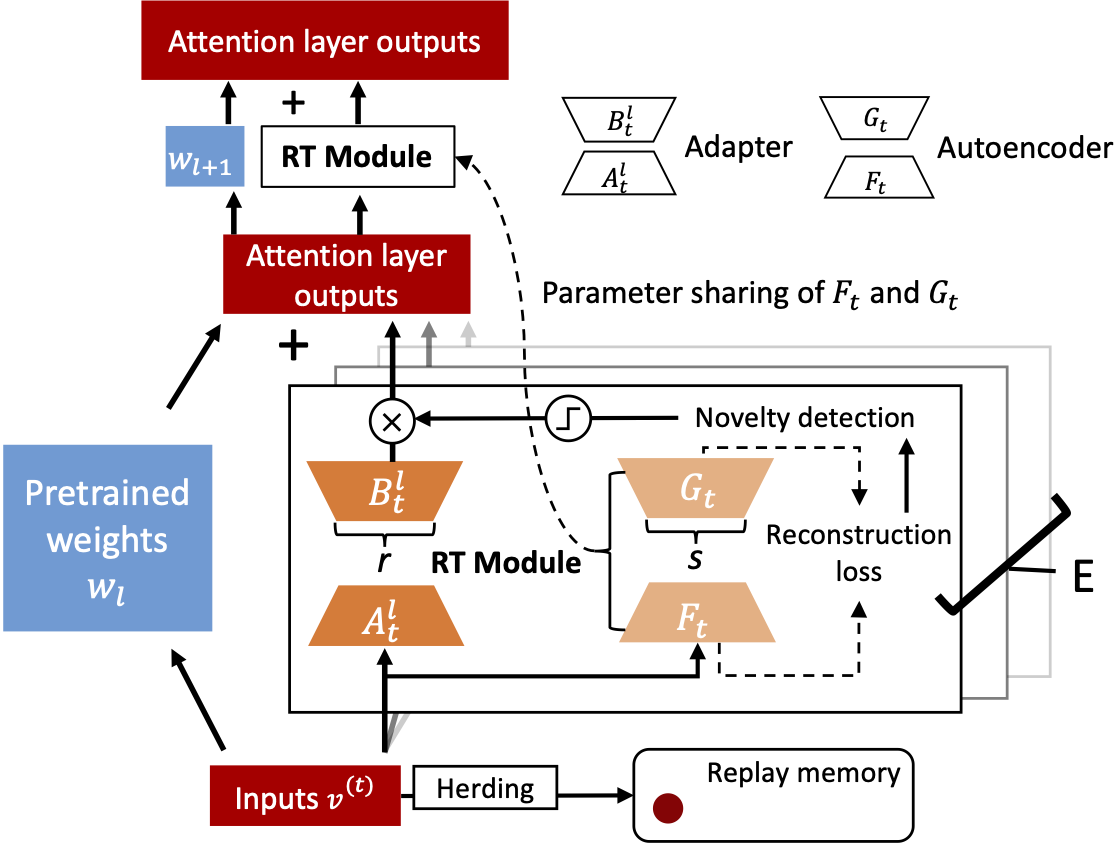 Attention layer outputs
+
w_{l+1}
RT Module
B_t^l
A_t^l
Adapter
G_t
F_t
Autoencoder
Attention layer
outputs
Parameter sharing of F_t and G_t
+
×
Novelty detection
Pretrained
weights
w_l
B_t^l
r
A_t^l
RT Module
G_t
s
F_t
Reconstruction
loss
E
Inputs v^{(t)}
Herding
Replay memory